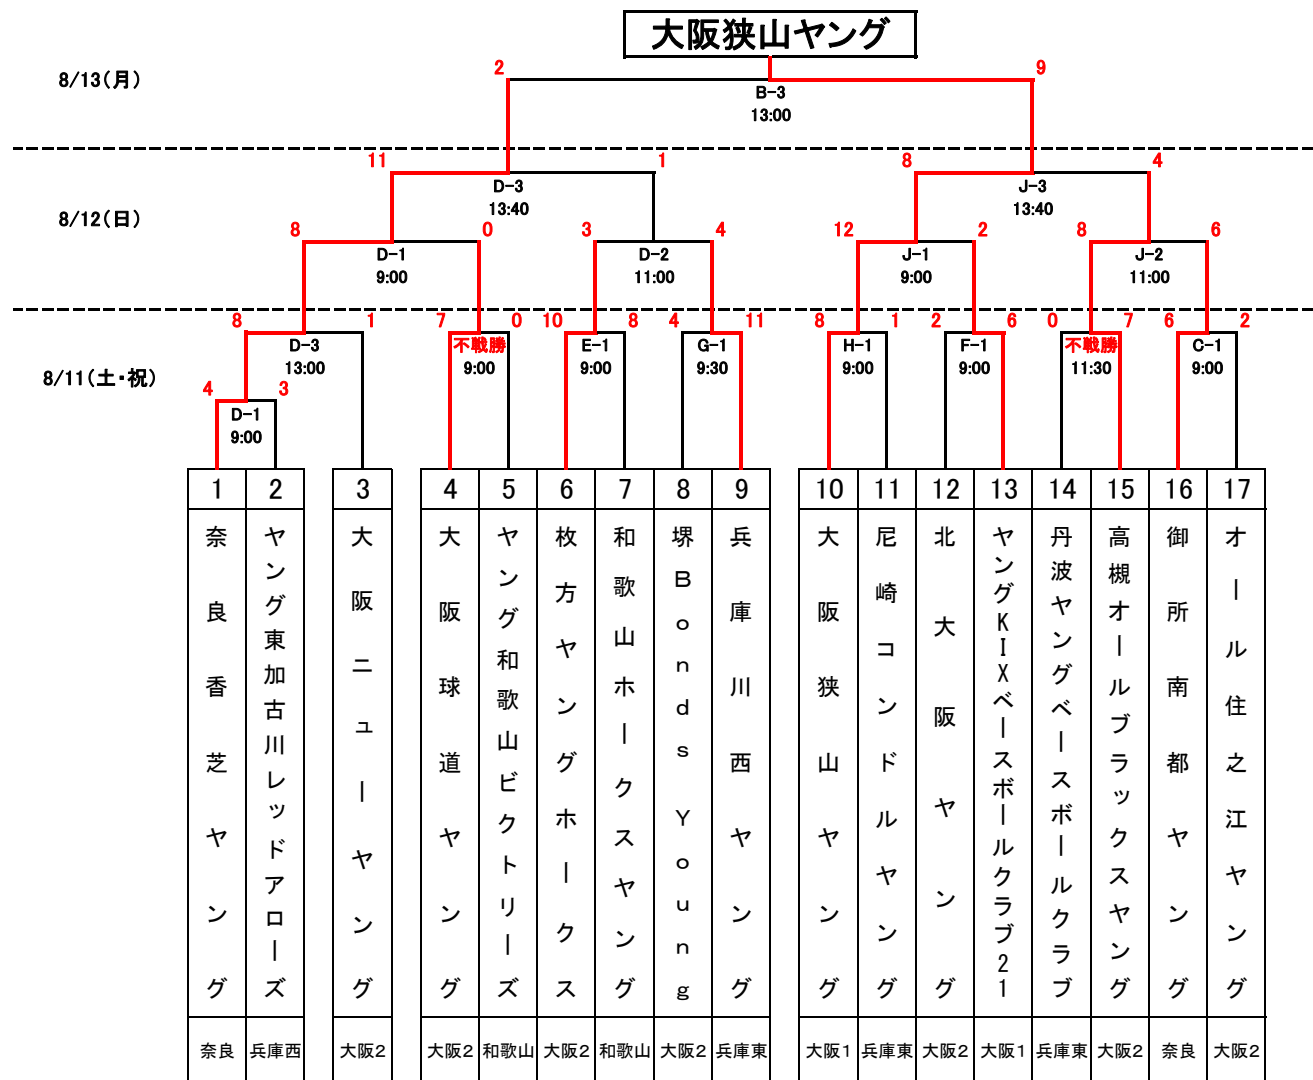 大阪狭山ヤング
8/13(月)
2
9
B-3
13:00
11
1
8
4
D-3
13:40
J-3
13:40
8/12(日)
8
0
3
4
12
2
8
6
D-1
9:00
D-2
11:00
J-1
9:00
J-2
11:00
8
1
7
0
10
8
4
11
8
1
2
6
0
7
6
2
D-3
13:00
不戦勝
9:00
E-1
9:00
G-1
9:30
H-1
9:00
F-1
9:00
不戦勝
11:30
C-1
9:00
8/11(土・祝)
4
3
D-1
9:00
1
奈良香芝ヤング
奈良
2
ヤング東加古川レッドアローズ
兵庫西
3
大阪ニューヤング
大阪2
4
大阪球道ヤング
大阪2
5
ヤング和歌山ビクトリーズ
和歌山
6
枚方ヤングホークス
大阪2
7
和歌山ホークスヤング
和歌山
8
堺Bonds Young
大阪2
9
兵庫川西ヤング
兵庫東
10
大阪狭山ヤング
大阪1
11
尼崎コンドルヤング
兵庫東
12
北大阪ヤング
大阪2
13
ヤングKIXベースボールクラブ21
大阪1
14
丹波ヤングベースボールクラブ
兵庫東
15
高槻オールブラックスヤング
大阪2
16
御所南都ヤング
奈良
17
オール住之江ヤング
大阪2